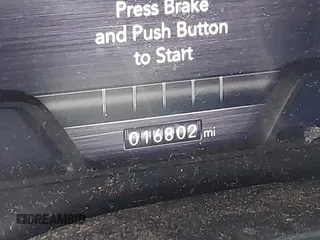 Press Brake
and Push Button
to Start
016802 mi
DREAMBID